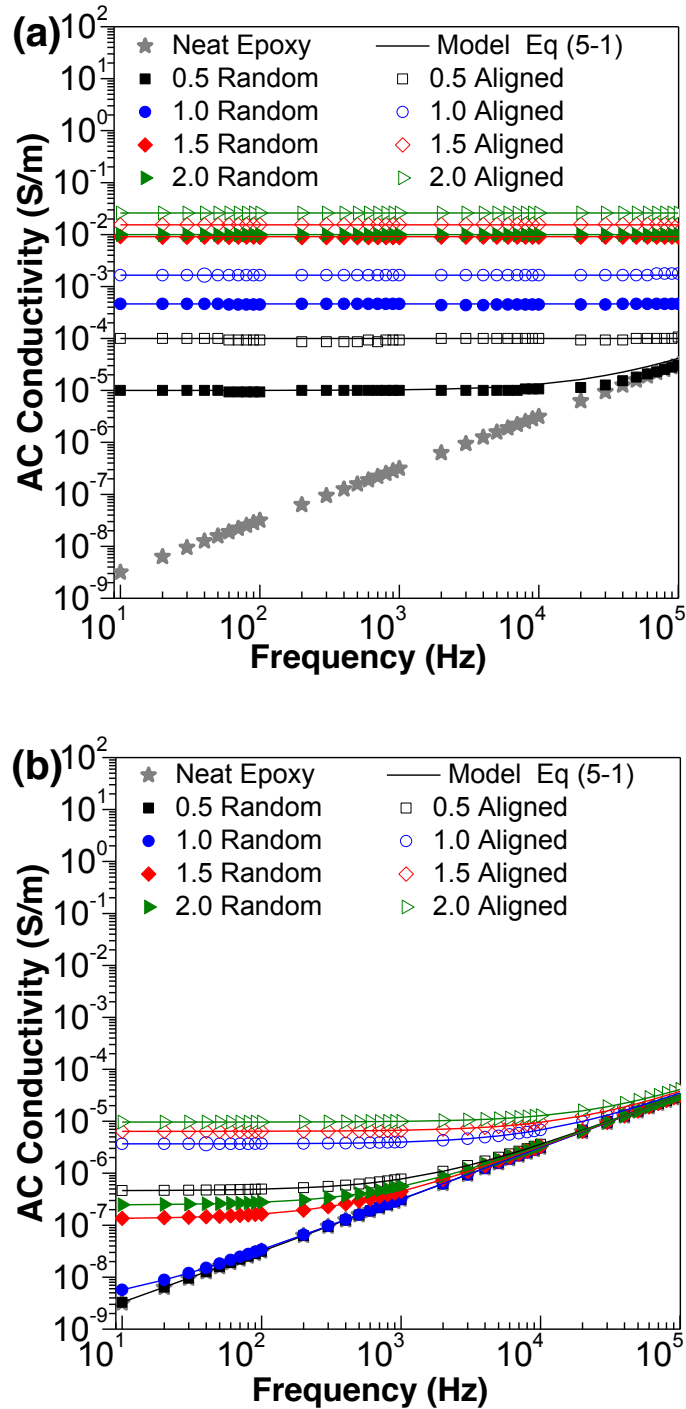 (a)
Neat Epoxy
Model Eq (5-1)
0.5 Random
0.5 Aligned
1.0 Random
1.0 Aligned
1.5 Random
1.5 Aligned
2.0 Random
2.0 Aligned
AC Conductivity (S/m)
10^2
10^1
10^0
10^-1
10^-2
10^-3
10^-4
10^-5
10^-6
10^-7
10^-8
10^-9
10^1 10^2 10^3 10^4 10^5
Frequency (Hz)
(b)
Neat Epoxy
Model Eq (5-1)
0.5 Random
0.5 Aligned
1.0 Random
1.0 Aligned
1.5 Random
1.5 Aligned
2.0 Random
2.0 Aligned
AC Conductivity (S/m)
10^2
10^1
10^0
10^-1
10^-2
10^-3
10^-4
10^-5
10^-6
10^-7
10^-8
10^-9
10^1 10^2 10^3 10^4 10^5
Frequency (Hz)